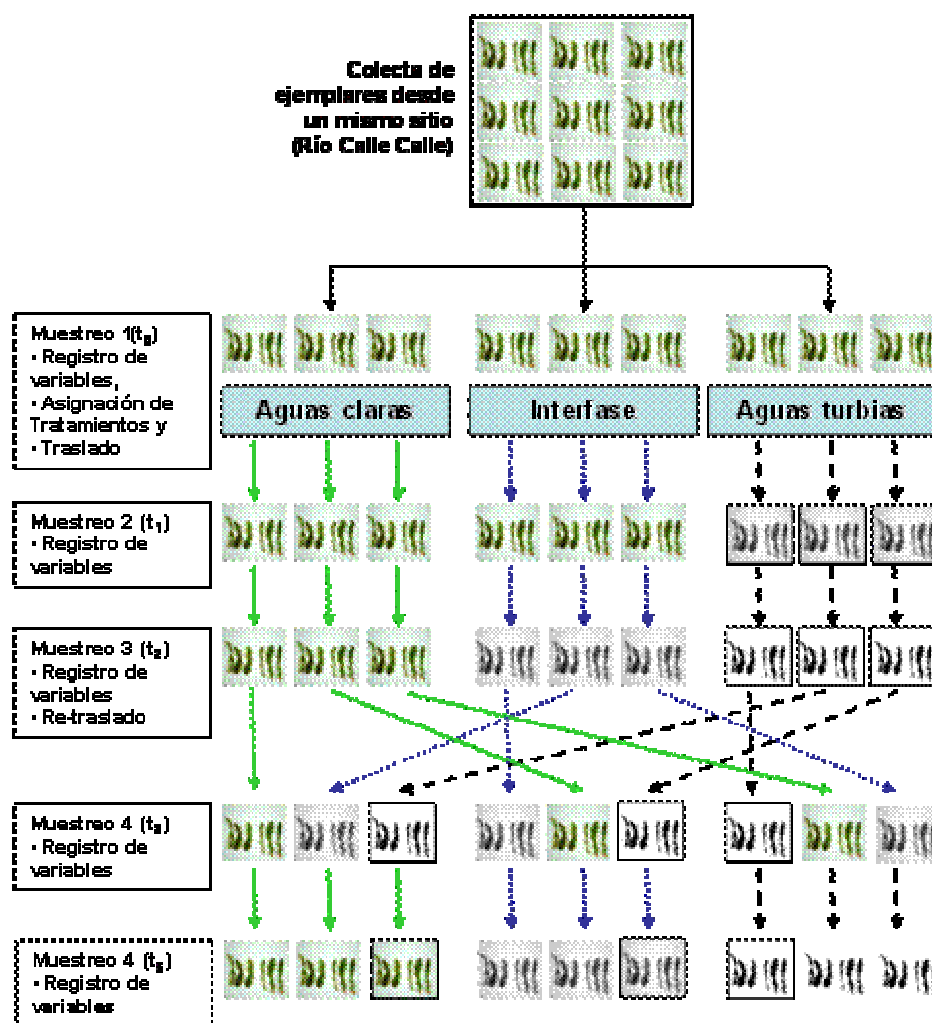 Colecta de
ejemplares desde
un mismo sitio
(Río Calle Calle)
Muestreo 1(t₀)
• Registro de
variables,
• Asignación de
Tratamientos y
• Traslado
Aguas claras
Interfase
Aguas turbias
Muestreo 2 (t₁)
• Registro de
variables
Muestreo 3 (t₂)
• Registro de
variables
• Re-traslado
Muestreo 4 (t₃)
• Registro de
variables
Muestreo 4
• Registro de
variables